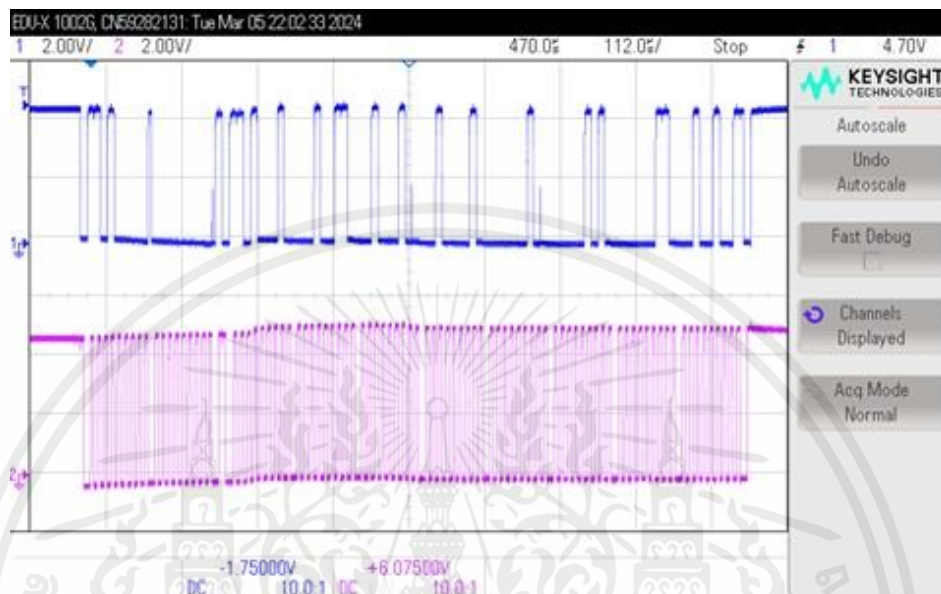 EDU-X 1002G, CN59282131: Tue Mar 05 22:02:33 2024
1 2.00V/ 2 2.00V/ 470.0s 112.0s/ Stop 1 4.70V
KEYSIGHT
TECHNOLOGIES
Autoscale
Undo
Autoscale
Fast Debug
Channels
Displayed
Acq Mode
Normal
-1.75000V +6.07500V
DC 10.0:1 DC 10.0:1